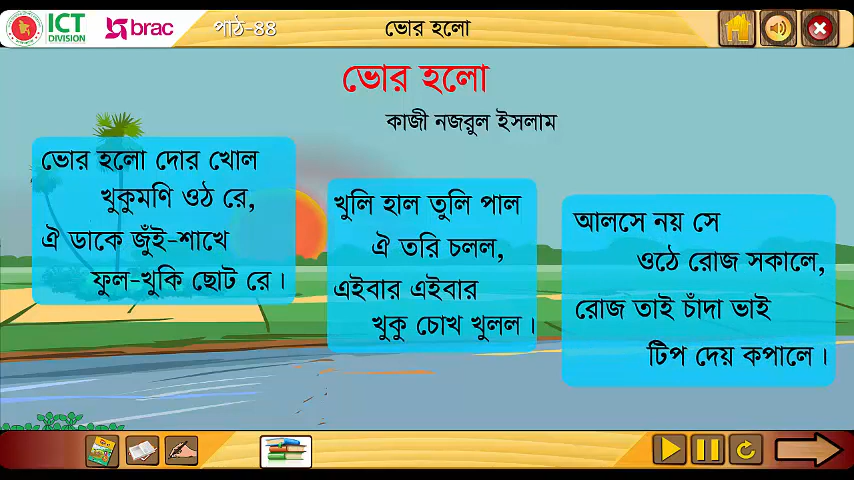 ICT
DIVISION
brac
পাঠ-৪৪
ভোর হলো
ভোর হলো
কাজী নজরুল ইসলাম
ভোর হলো দোর খোল
খুকুমণি ওঠ রে,
ঐ ডাকে জুঁই-শাখে
ফুল-খুকি ছোট রে।
খুলি হাল তুলি পাল
ঐ তরি চলল,
এইবার এইবার
খুকু চোখ খুলল।
আলসে নয় সে
ওঠে রোজ সকালে,
রোজ তাই চাঁদা ভাই
টিপ দেয় কপালে।